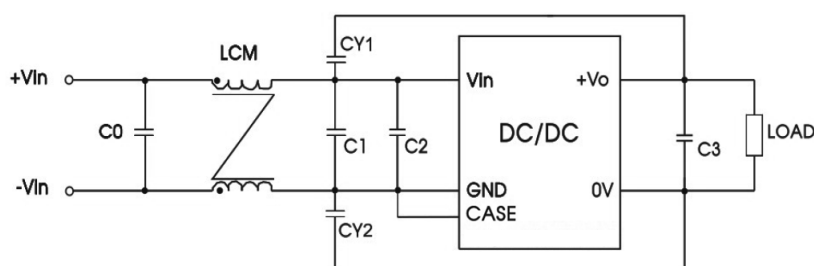 LCM
CY1
+Vin
Vin
+Vo
C0
C1
C2
DC/DC
C3
LOAD
-Vin
GND
0V
CASE
CY2